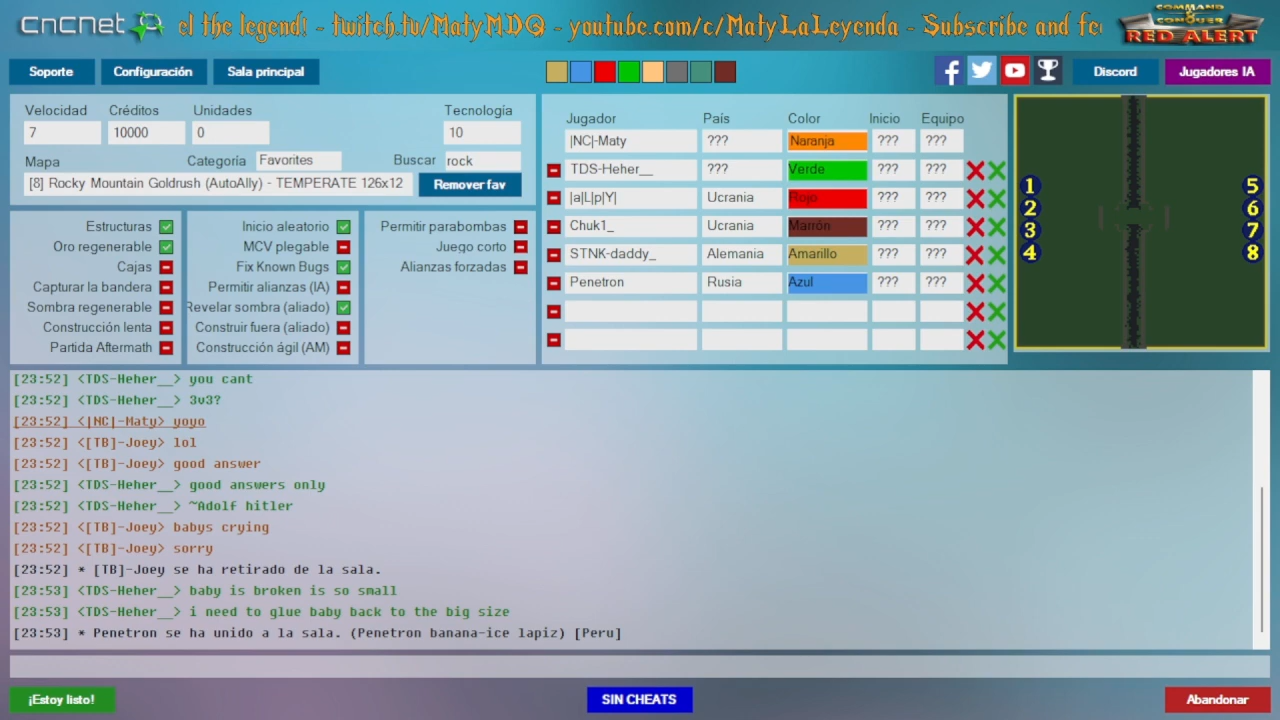 CnCNet
el the legend! - twitch.tv/MatyMDQ - youtube.com/c/MatyLaLeyenda - Subscribe and fe
COMMAND & CONQUER RED ALERT
Soporte Configuración Sala principal
Discord Jugadores IA
Velocidad Créditos Unidades Tecnología
7 10000 0 10
Mapa Categoría Favorites Buscar rock
[8] Rocky Mountain Goldrush (AutoAlly) - TEMPERATE 126x12 Remover fav
Estructuras
Oro regenerable
Cajas
Capturar la bandera
Sombra regenerable
Construcción lenta
Partida Aftermath
Inicio aleatorio
MCV plegable
Fix Known Bugs
Permitir alianzas (IA)
Revelar sombra (aliado)
Construir fuera (aliado)
Construcción ágil (AM)
Permitir parabombas
Juego corto
Alianzas forzadas
Jugador País Color Inicio Equipo
|NC|-Maty ??? Naranja ??? ???
TDS-Heher__ ??? Verde ??? ???
|a|L|p|Y| Ucrania Rojo ??? ???
Chuk1_ Ucrania Marrón ??? ???
STNK-daddy_ Alemania Amarillo ??? ???
Penetron Rusia Azul ??? ???
1 5
2 6
3 7
4 8
[23:52] <TDS-Heher__> you cant
[23:52] <TDS-Heher__> 3v3?
[23:52] <|NC|-Maty> yoyo
[23:52] <[TB]-Joey> lol
[23:52] <[TB]-Joey> good answer
[23:52] <TDS-Heher__> good answers only
[23:52] <TDS-Heher__> ~Adolf hitler
[23:52] <[TB]-Joey> babys crying
[23:52] <[TB]-Joey> sorry
[23:52] * [TB]-Joey se ha retirado de la sala.
[23:53] <TDS-Heher__> baby is broken is so small
[23:53] <TDS-Heher__> i need to glue baby back to the big size
[23:53] * Penetron se ha unido a la sala. (Penetron banana-ice lapiz) [Peru]
¡Estoy listo! SIN CHEATS Abandonar